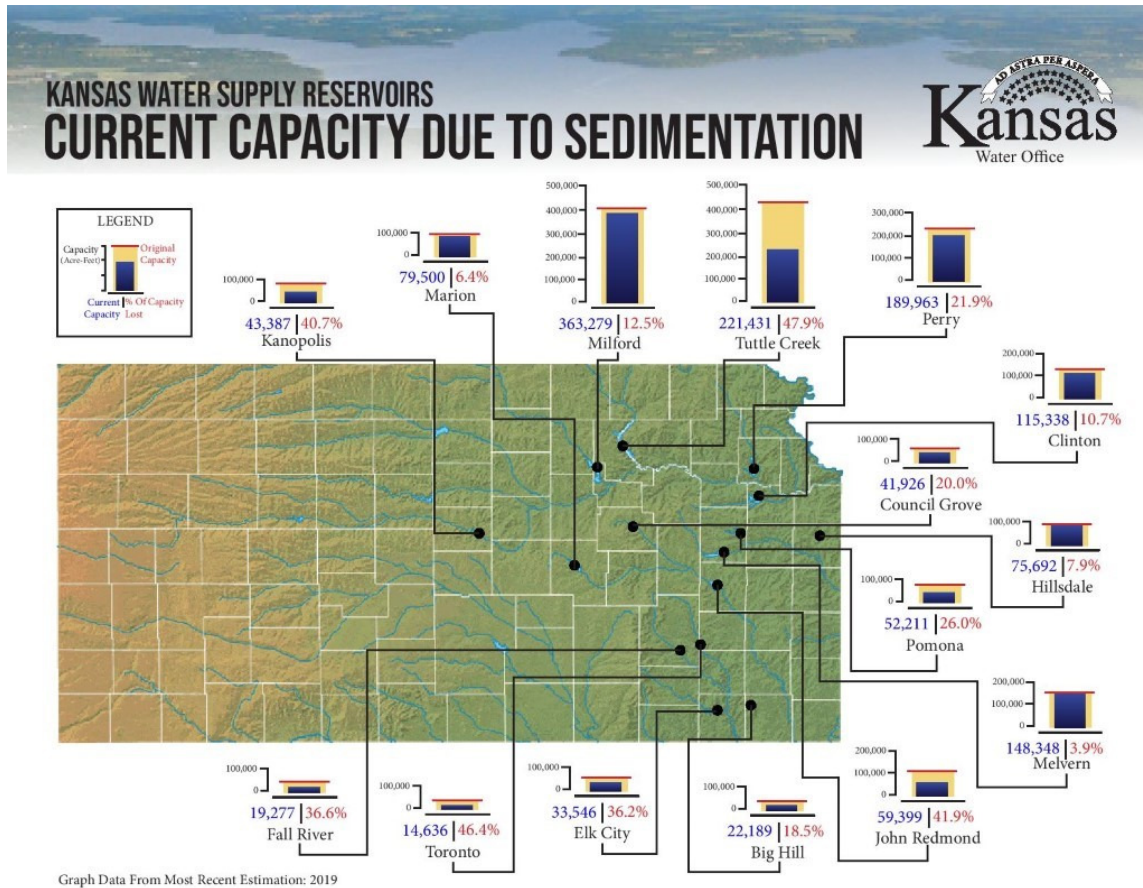 KANSAS WATER SUPPLY RESERVOIRS
CURRENT CAPACITY DUE TO SEDIMENTATION
AD ASTRA PER ASPERA
Kansas
Water Office
LEGEND
Capacity
(Acre-Feet)
Original
Capacity
Current
Capacity
% Of Capacity
Lost
100,000
0
43,387 | 40.7%
Kanopolis
100,000
0
79,500 | 6.4%
Marion
500,000
400,000
300,000
200,000
100,000
0
363,279 | 12.5%
Milford
500,000
400,000
300,000
200,000
100,000
0
221,431 | 47.9%
Tuttle Creek
300,000
200,000
100,000
0
189,963 | 21.9%
Perry
200,000
100,000
0
115,338 | 10.7%
Clinton
100,000
0
41,926 | 20.0%
Council Grove
100,000
0
75,692 | 7.9%
Hillsdale
100,000
0
52,211 | 26.0%
Pomona
200,000
100,000
0
148,348 | 3.9%
Melvern
200,000
100,000
0
59,399 | 41.9%
John Redmond
100,000
0
22,189 | 18.5%
Big Hill
100,000
0
33,546 | 36.2%
Elk City
100,000
0
14,636 | 46.4%
Toronto
100,000
0
19,277 | 36.6%
Fall River
Graph Data From Most Recent Estimation: 2019